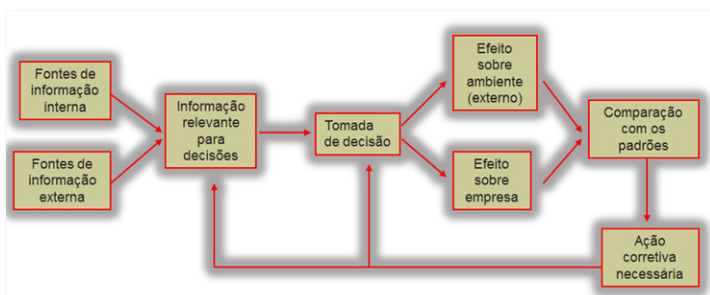 Fontes de
informação
interna
Fontes de
informação
externa
Informação
relevante
para
decisões
Tomada
de decisão
Efeito
sobre
ambiente
(externo)
Efeito
sobre
empresa
Comparação
com os
padrões
Ação
corretiva
necessária